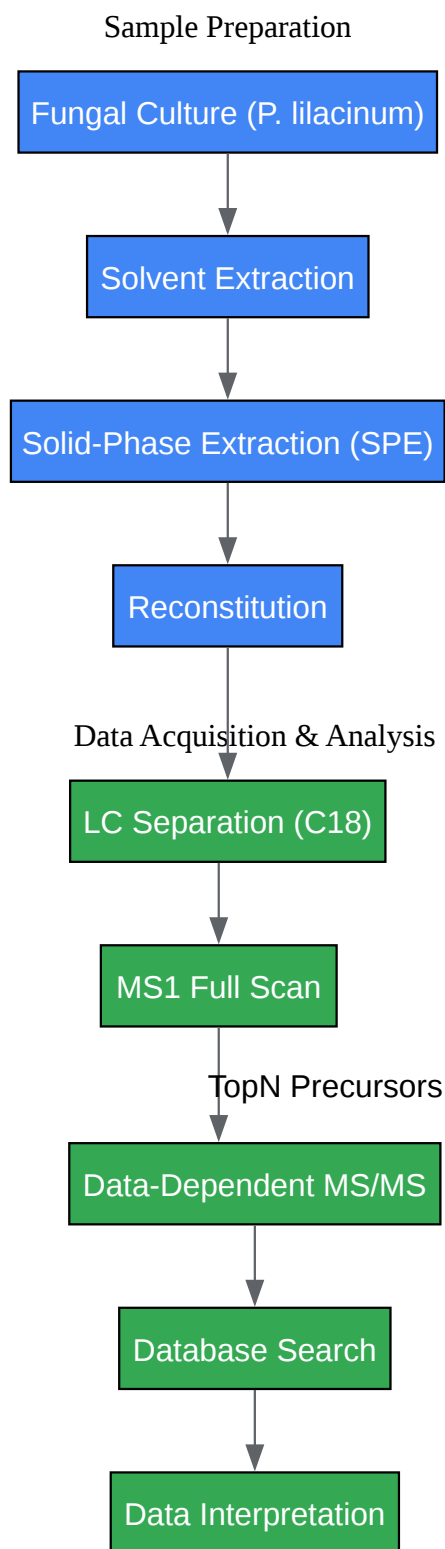 Sample Preparation
Fungal Culture (P. lilacinum)
Solvent Extraction
Solid-Phase Extraction (SPE)
Reconstitution
Data Acquisition & Analysis
LC Separation (C18)
MS1 Full Scan
TopN Precursors
Data-Dependent MS/MS
Database Search
Data Interpretation